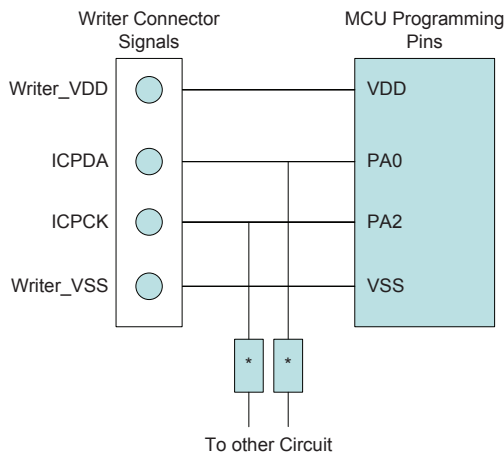 Writer Connector
Signals
MCU Programming
Pins
Writer_VDD
VDD
ICPDA
PA0
ICPCK
PA2
Writer_VSS
VSS
*
*
To other Circuit